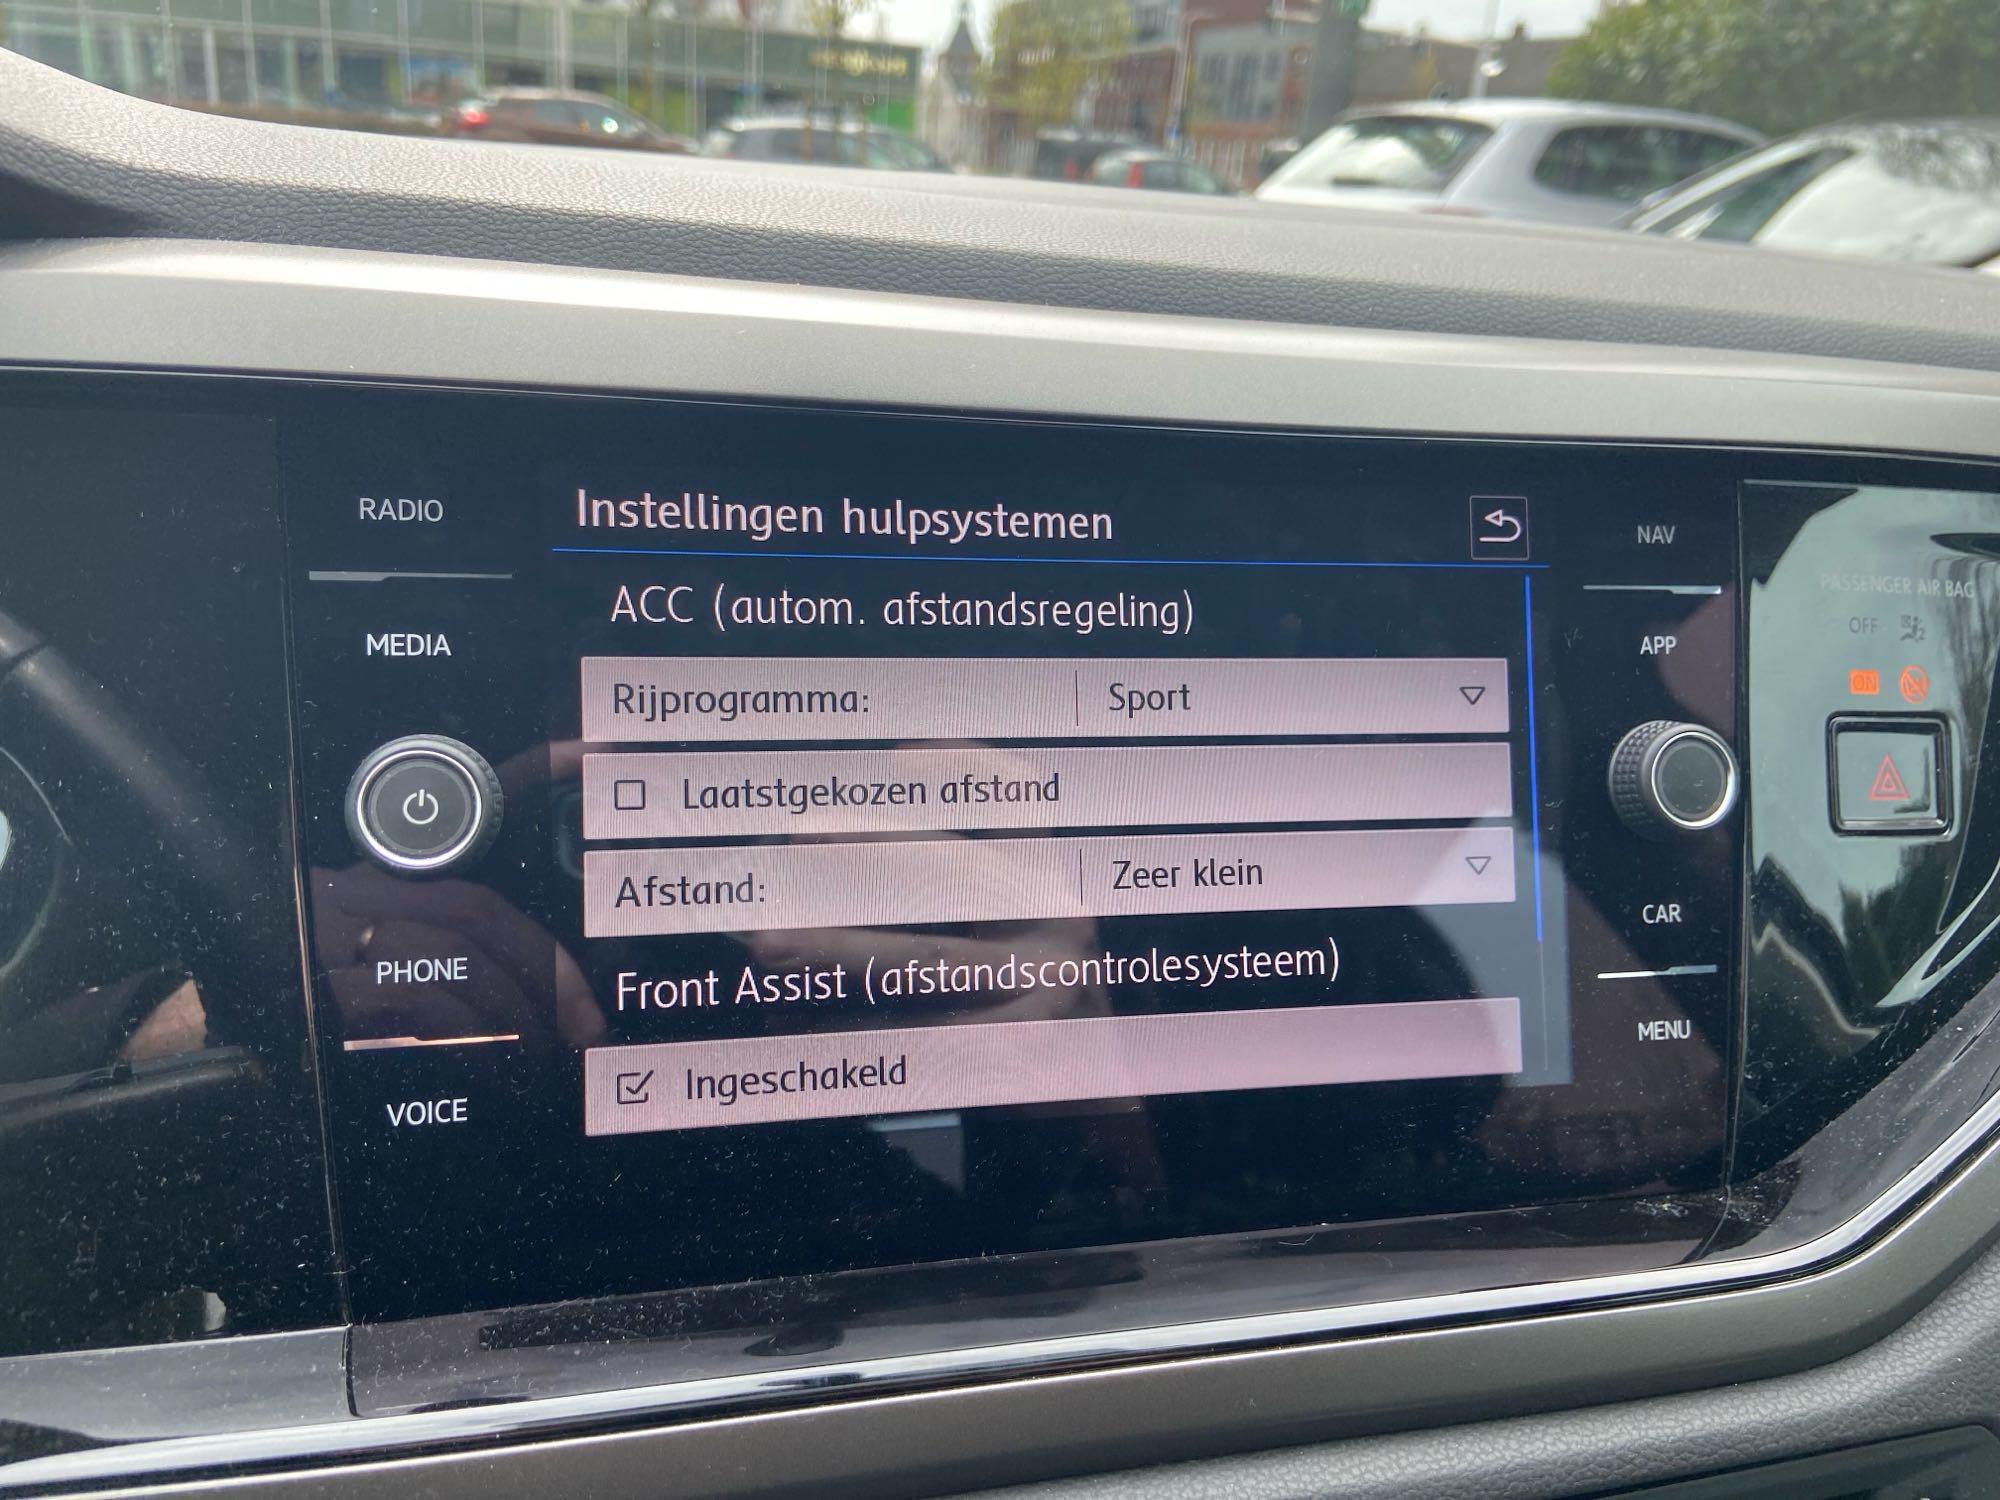 RADIO
MEDIA
PHONE
VOICE
Instellingen hulpsystemen
ACC (autom. afstandsregeling)
Rijprogramma: Sport
Laatstgekozen afstand
Afstand: Zeer klein
Front Assist (afstandscontrolesysteem)
Ingeschakeld
NAV
APP
CAR
MENU
PASSENGER AIR BAG
OFF
ON